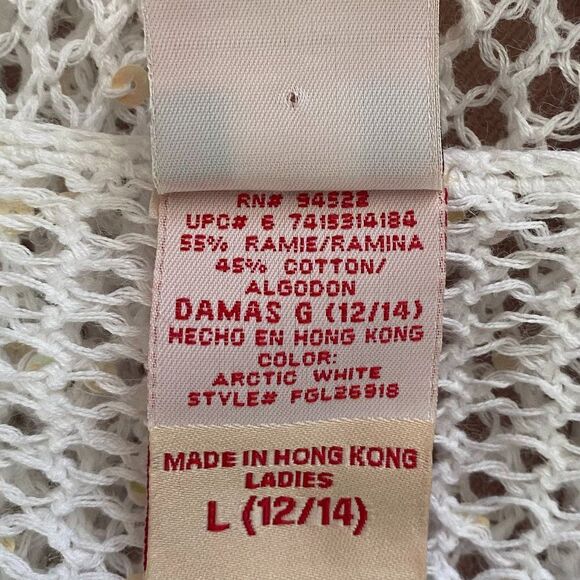 RN# 94522
UPC# 6 7415314184
55% RAMIE/RAMINA
45% COTTON/
ALGODON
DAMAS G (12/14)
HECHO EN HONG KONG
COLOR:
ARCTIC WHITE
STYLE# FGL26918
MADE IN HONG KONG
LADIES
L (12/14)